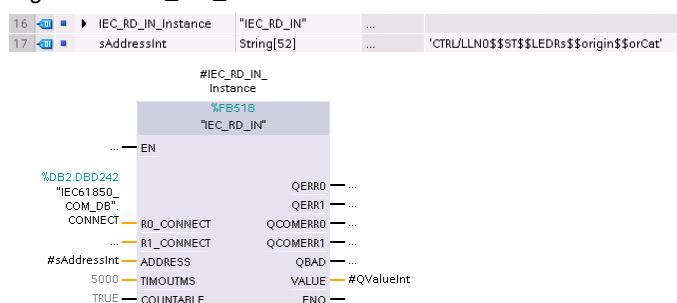 16 IEC_RD_IN_Instance "IEC_RD_IN" ...
17 sAddressInt String[52] ... 'CTRL/LLN0$$ST$$LEDRs$$origin$$orCat'
#IEC_RD_IN_
Instance
%FB518
"IEC_RD_IN"
... EN
%DB2.DBD242
"IEC61850_
COM_DB".
CONNECT R0_CONNECT
... R1_CONNECT
#sAddressInt ADDRESS
5000 TIMOUTMS
TRUE COUNTABLE
QERR0 ...
QERR1 ...
QCOMERR0 ...
QCOMERR1 ...
QBAD ...
VALUE #QValueInt
ENO